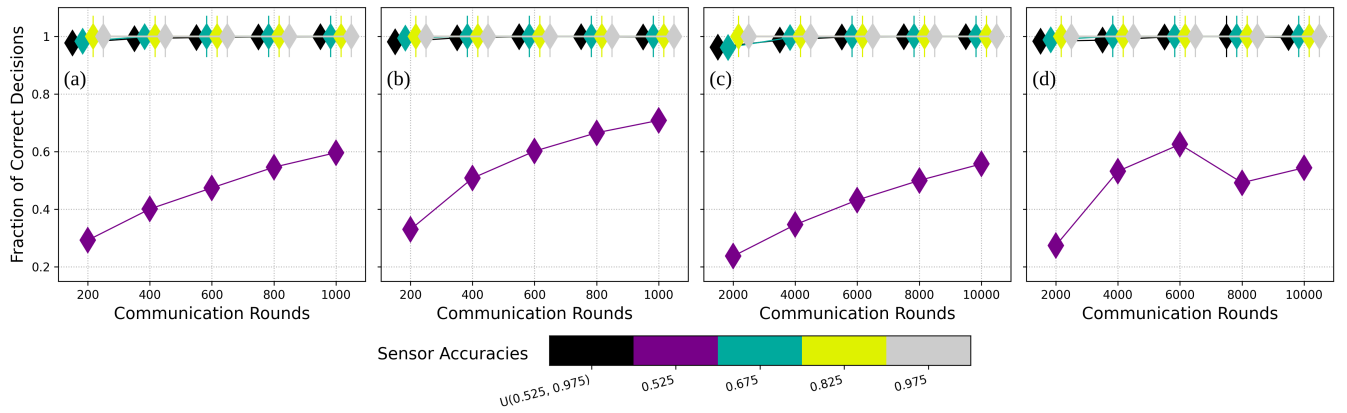 Fraction of Correct Decisions
1
0.8
0.6
0.4
0.2
(a)
(b)
(c)
(d)
200 400 600 800 1000
200 400 600 800 1000
2000 4000 6000 8000 10000
2000 4000 6000 8000 10000
Communication Rounds
Communication Rounds
Communication Rounds
Communication Rounds
Sensor Accuracies
U(0.525, 0.975) 0.525 0.675 0.825 0.975